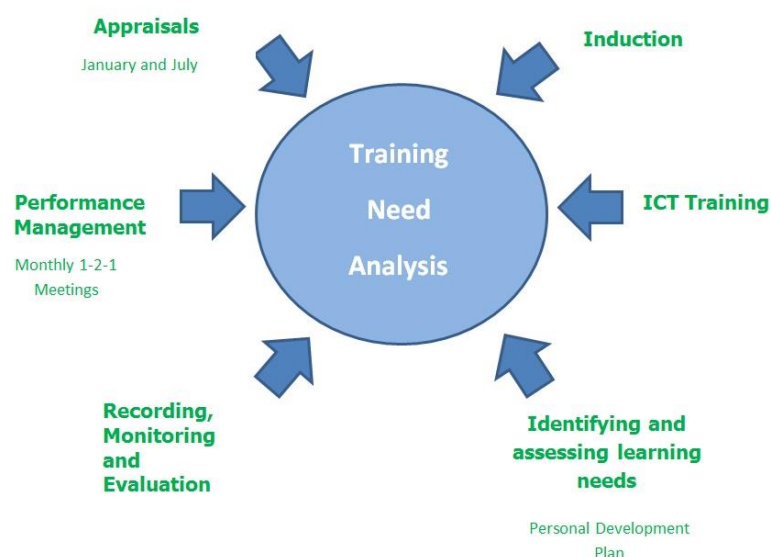 Appraisals
January and July
Induction
Training
Need
Analysis
Performance
Management
Monthly 1-2-1
Meetings
ICT Training
Recording,
Monitoring
and
Evaluation
Identifying and
assessing learning
needs
Personal Development
Plan